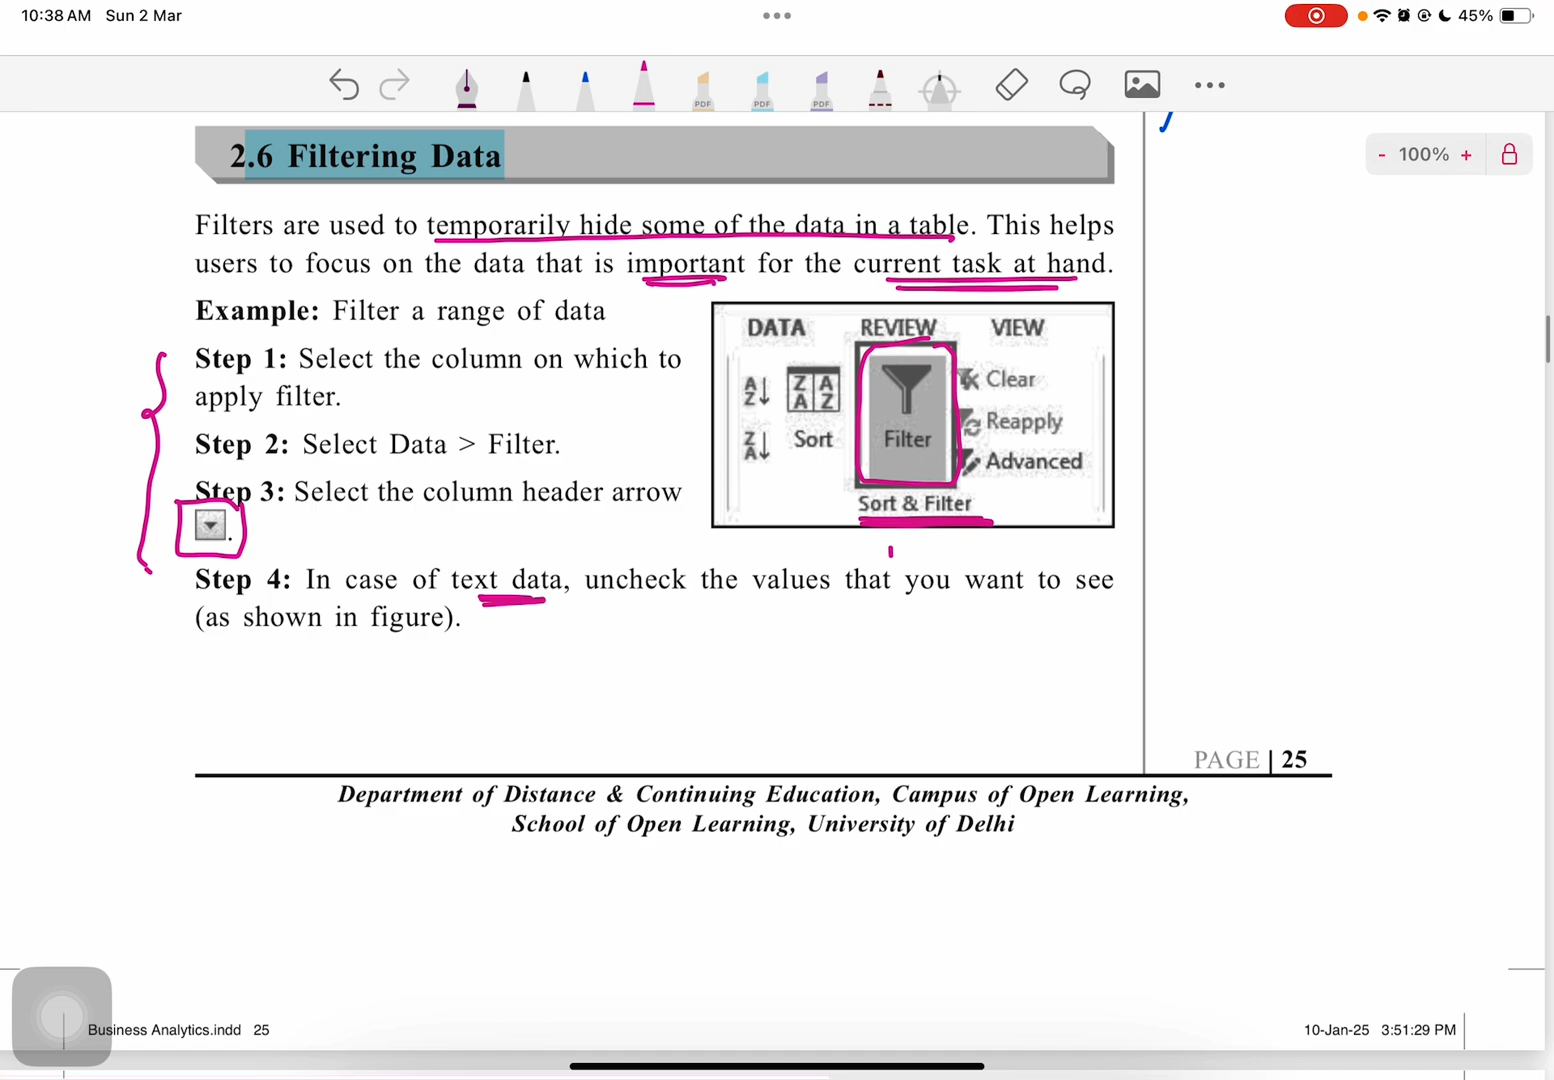 10:38 AM Sun 2 Mar
45%
PDF PDF PDF
- 100% +
2.6 Filtering Data
Filters are used to temporarily hide some of the data in a table. This helps
users to focus on the data that is important for the current task at hand.
Example: Filter a range of data
Step 1: Select the column on which to
apply filter.
Step 2: Select Data > Filter.
Step 3: Select the column header arrow
.
DATA REVIEW VIEW
Clear
Reapply
Sort Filter
Advanced
Sort & Filter
Step 4: In case of text data, uncheck the values that you want to see
(as shown in figure).
PAGE | 25
Department of Distance & Continuing Education, Campus of Open Learning,
School of Open Learning, University of Delhi
Business Analytics.indd 25
10-Jan-25 3:51:29 PM